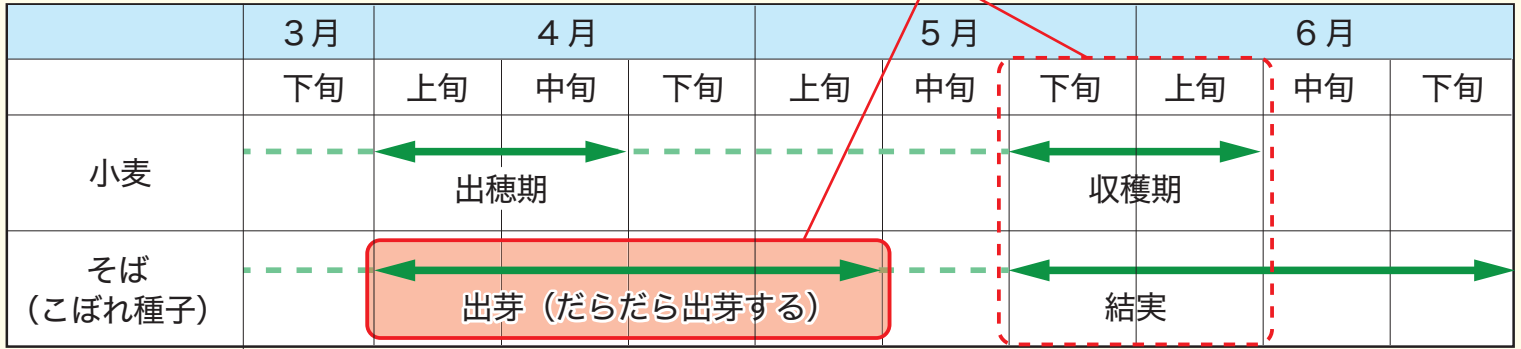 3月 4月 5月 6月
下旬 上旬 中旬 下旬 上旬 中旬 下旬 上旬 中旬 下旬
小麦
出穂期 収穫期
そば
（こぼれ種子）
出芽（だらだら出芽する） 結実